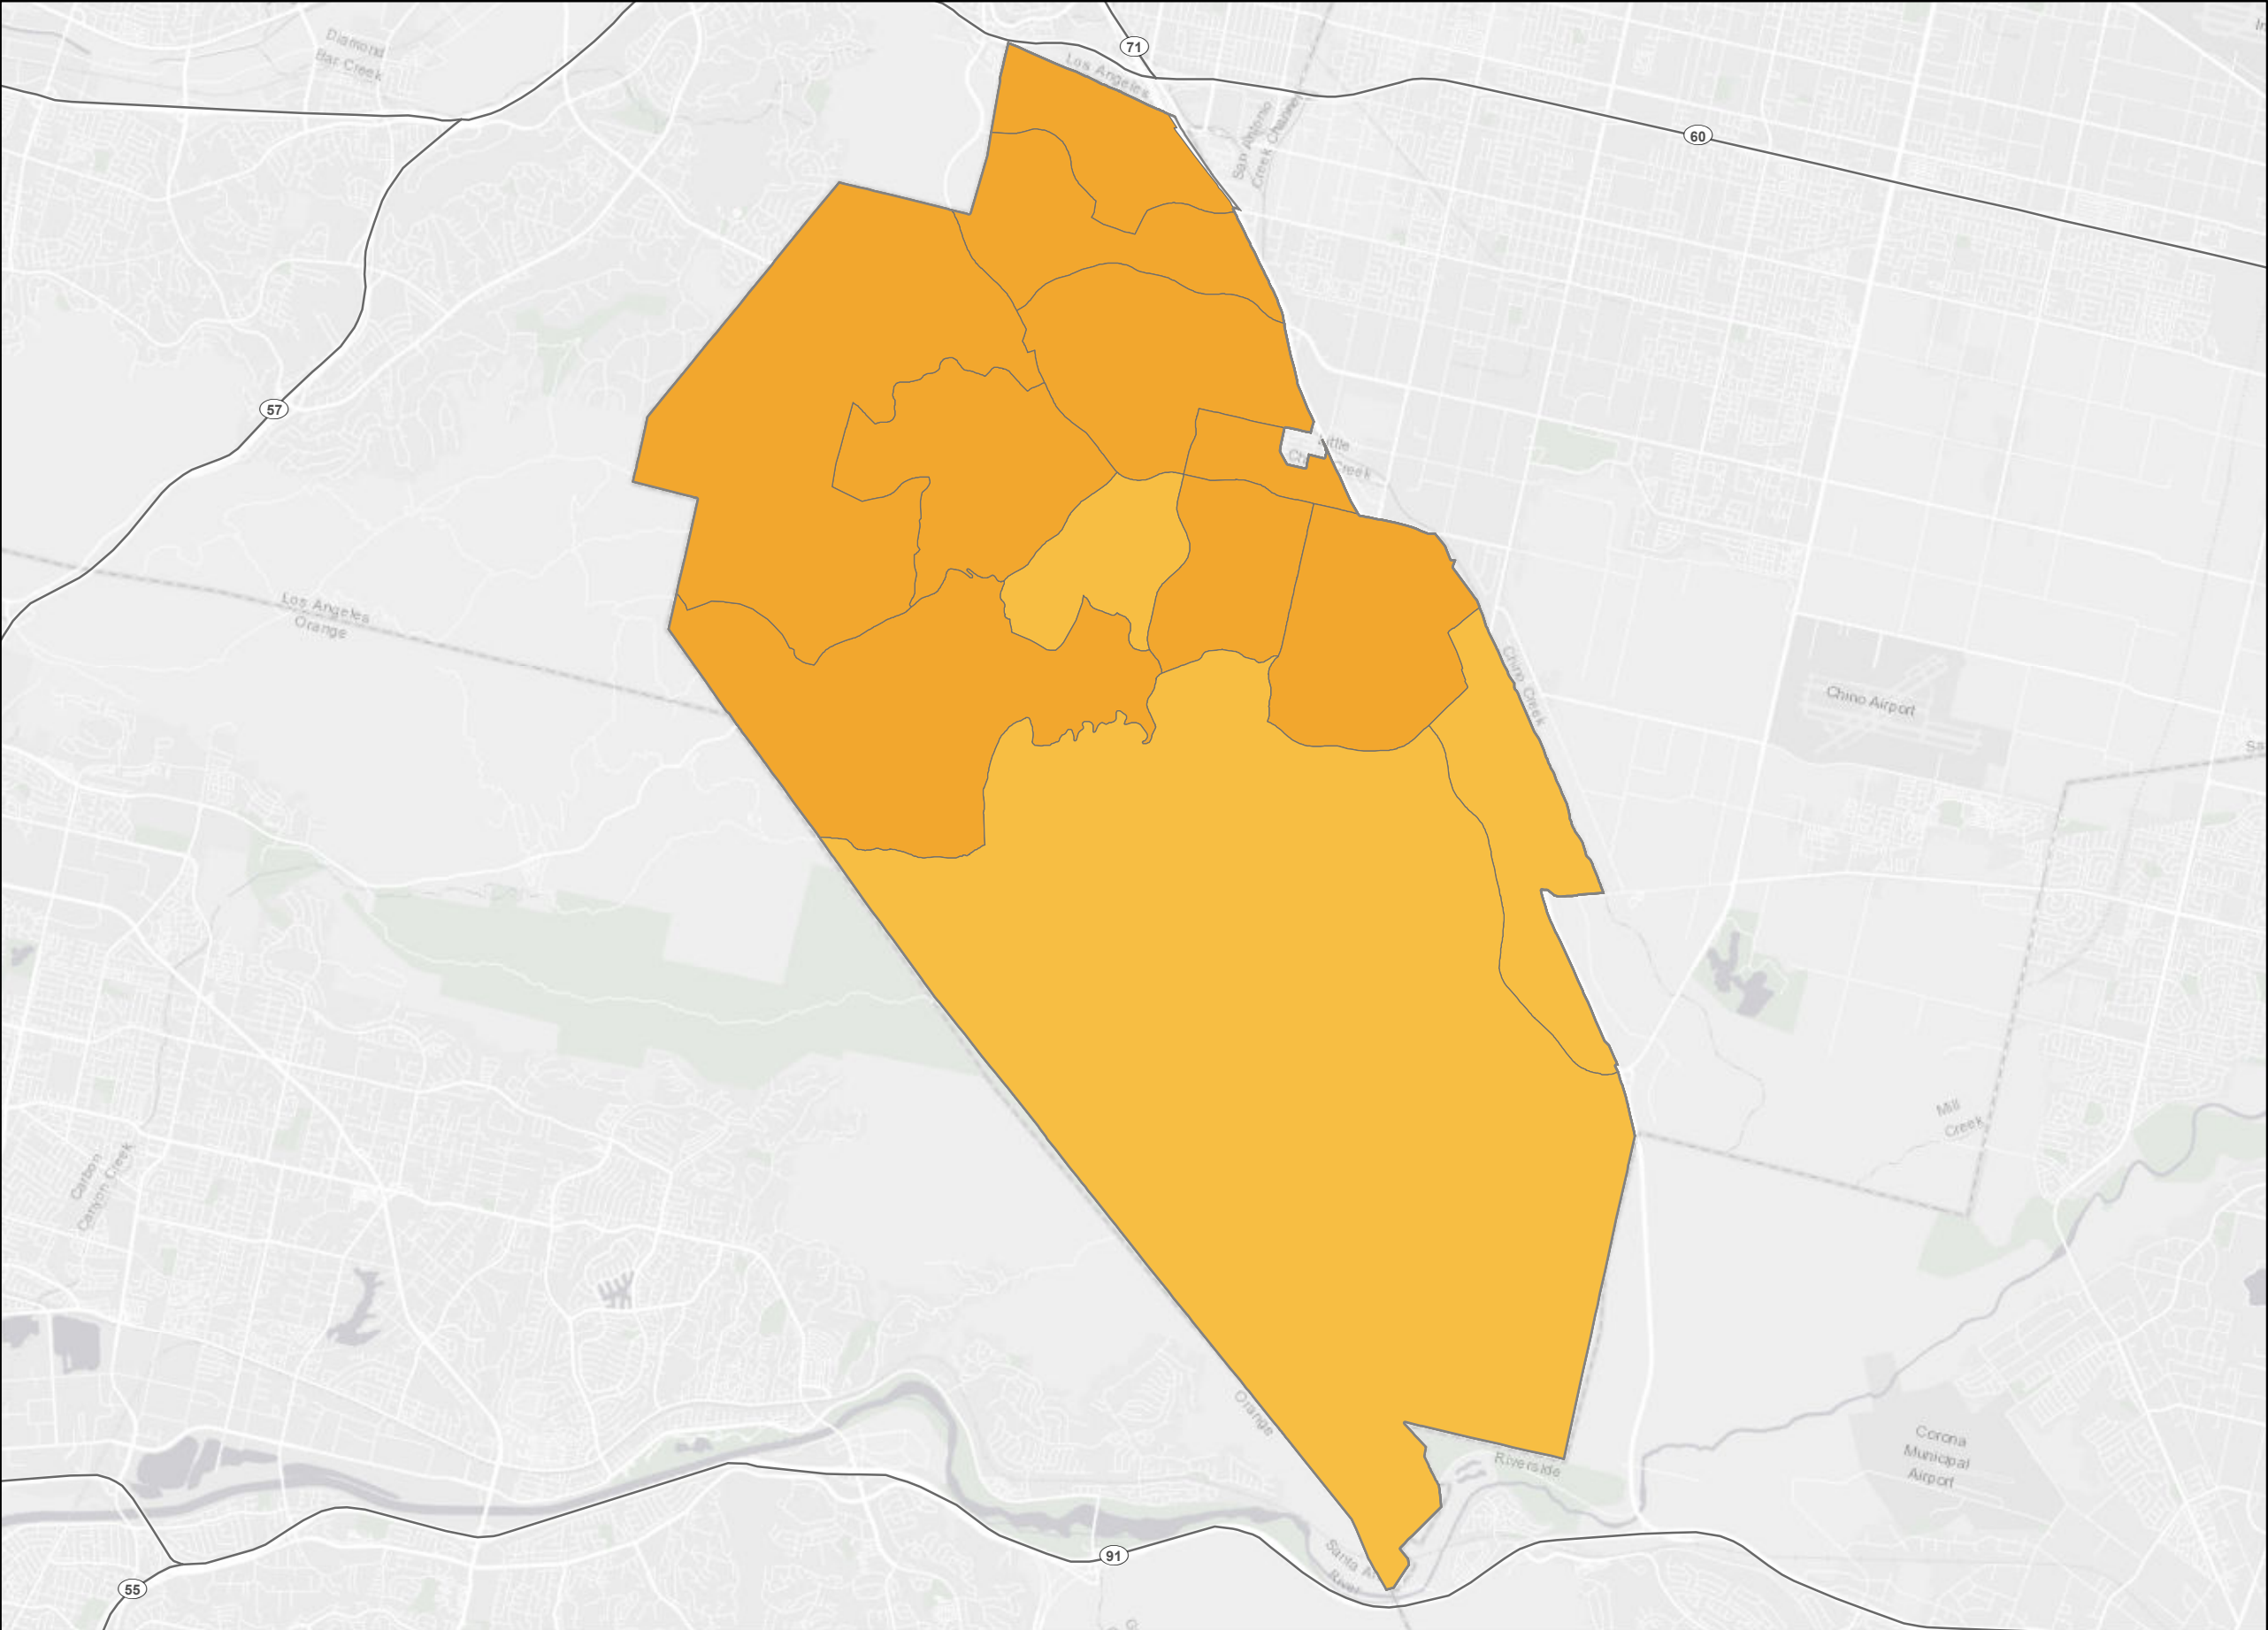 Diamond
Bar Creek
71
Los Angeles
San Antonio
Creek Channel
60
57
Little
Creek
Los Angeles
Orange
Chino Creek
Chino Airport
Mill
Creek
Carbon
Canyon Creek
Orange
Riverside
Corona
Municipal
Airport
Santa
River
91
55